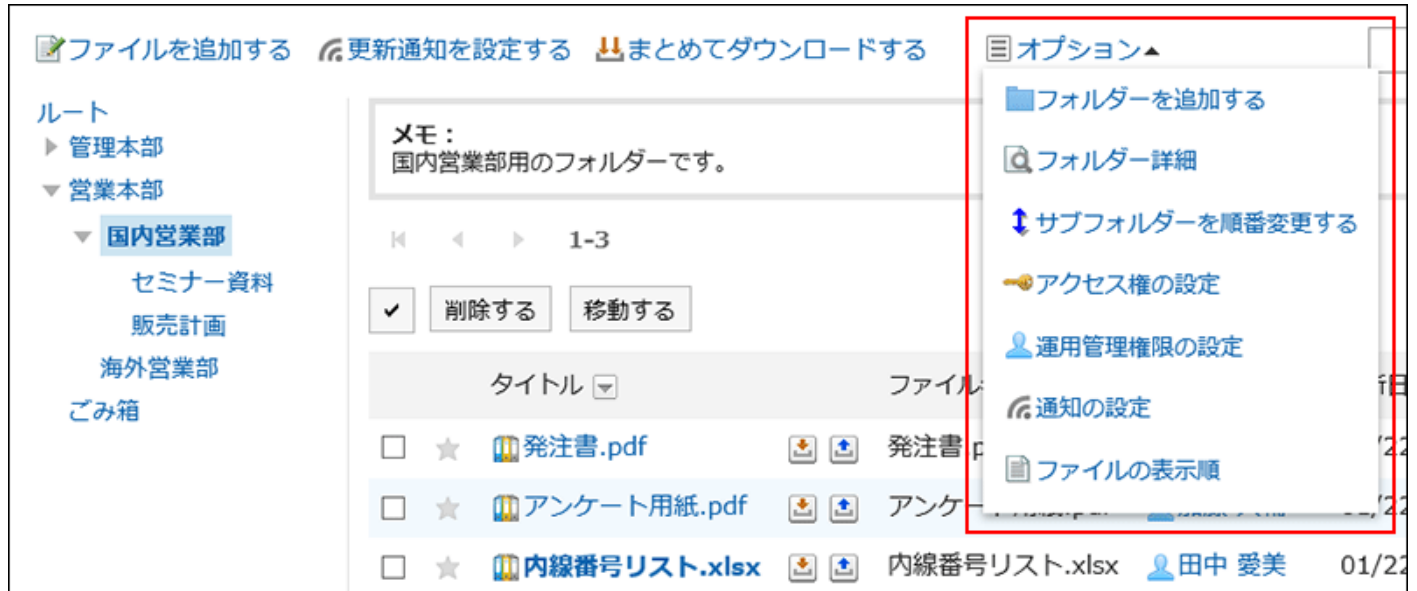 ファイルを追加する 更新通知を設定する まとめてダウンロードする オプション
ルート
管理本部
営業本部
国内営業部
セミナー資料
販売計画
海外営業部
ごみ箱
メモ：
国内営業部用のフォルダーです。
1-3
削除する 移動する
タイトル ファイル
発注書.pdf 発注書
アンケート用紙.pdf アンケ
内線番号リスト.xlsx 内線番号リスト.xlsx 田中 愛美 01/22
フォルダーを追加する
フォルダー詳細
サブフォルダーを順番変更する
アクセス権の設定
運用管理権限の設定
通知の設定
ファイルの表示順